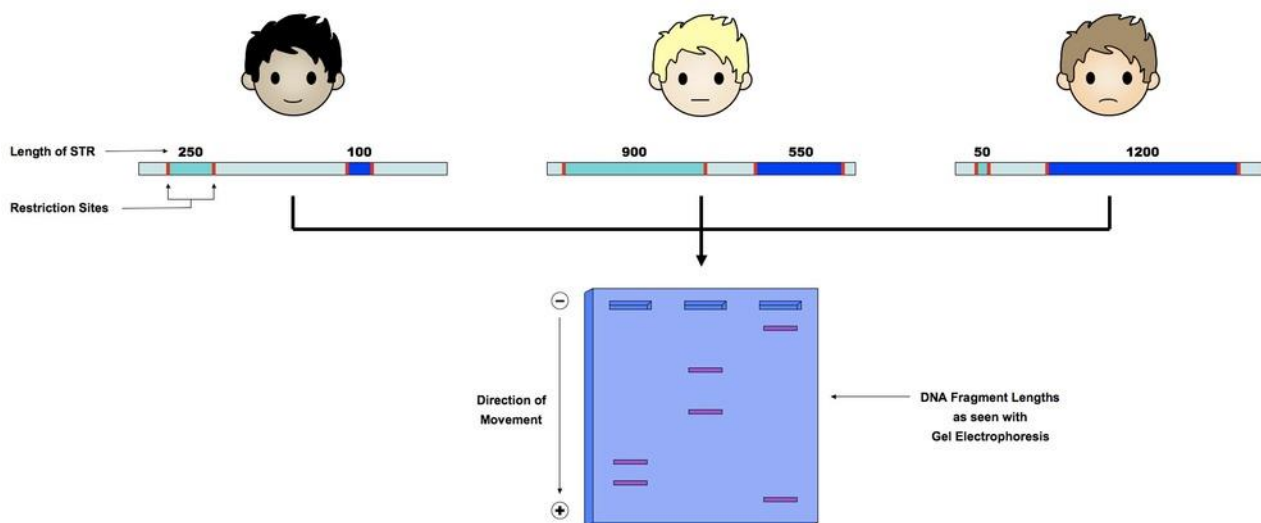 Length of STR
250
100
900
550
50
1200
Restriction Sites
−
Direction of
Movement
+
DNA Fragment Lengths
as seen with
Gel Electrophoresis